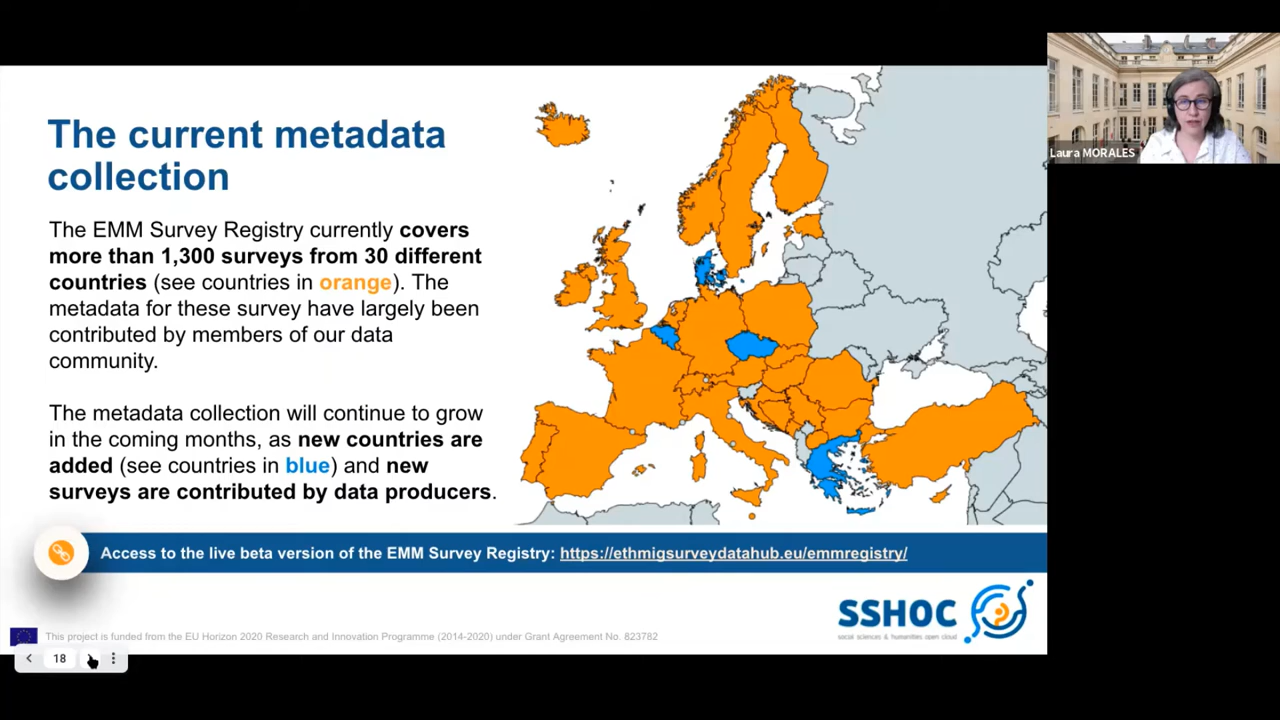 The current metadata
collection
The EMM Survey Registry currently covers
more than 1,300 surveys from 30 different
countries (see countries in orange). The
metadata for these survey have largely been
contributed by members of our data
community.
The metadata collection will continue to grow
in the coming months, as new countries are
added (see countries in blue) and new
surveys are contributed by data producers.
Access to the live beta version of the EMM Survey Registry: https://ethmigsurveydatahub.eu/emmregistry/
SSHOC
social sciences & humanities open cloud
This project is funded from the EU Horizon 2020 Research and Innovation Programme (2014-2020) under Grant Agreement No. 823782
18
Laura MORALES